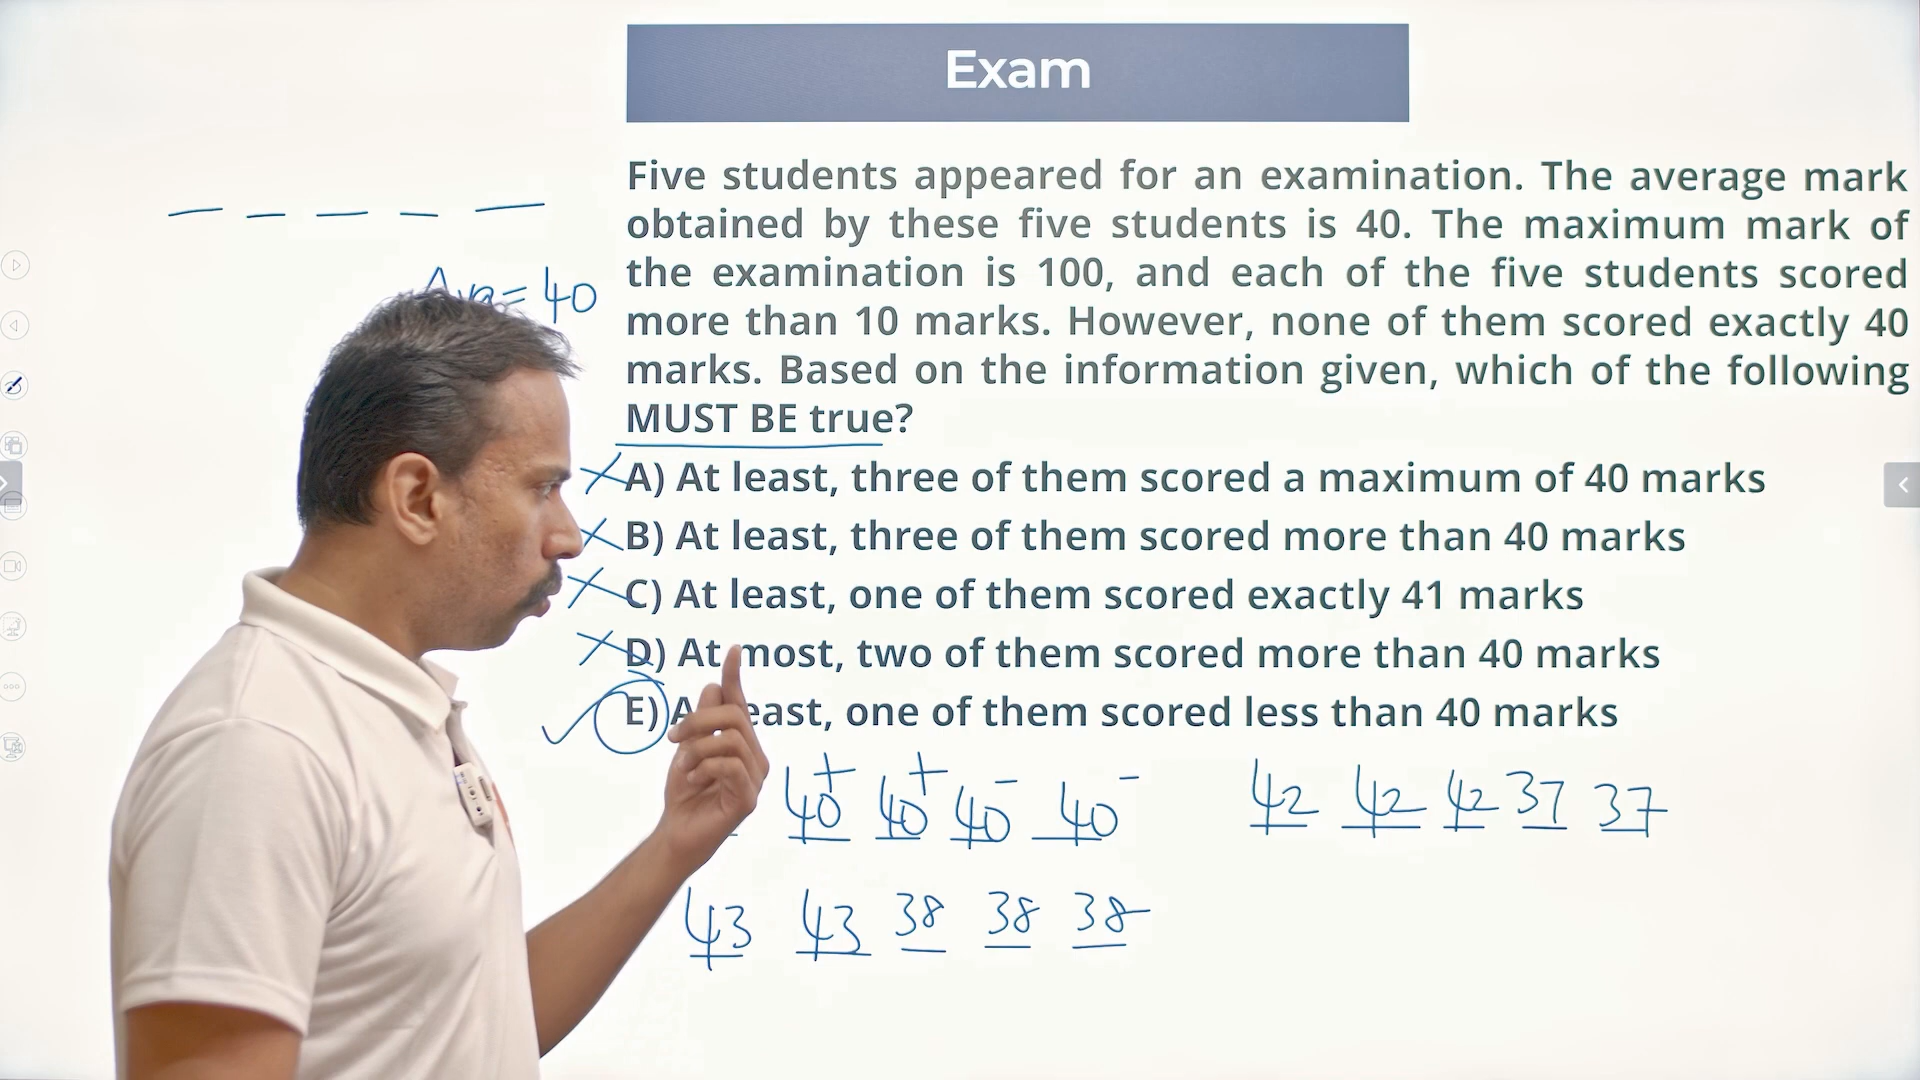 Exam
Five students appeared for an examination. The average mark
obtained by these five students is 40. The maximum mark of
the examination is 100, and each of the five students scored
more than 10 marks. However, none of them scored exactly 40
marks. Based on the information given, which of the following
MUST BE true?
= 40
A) At least, three of them scored a maximum of 40 marks
B) At least, three of them scored more than 40 marks
C) At least, one of them scored exactly 41 marks
D) At most, two of them scored more than 40 marks
E) one of them scored less than 40 marks
40+ 40+ 40- 40-
42 42 42 37 37
43 43 38 38 38